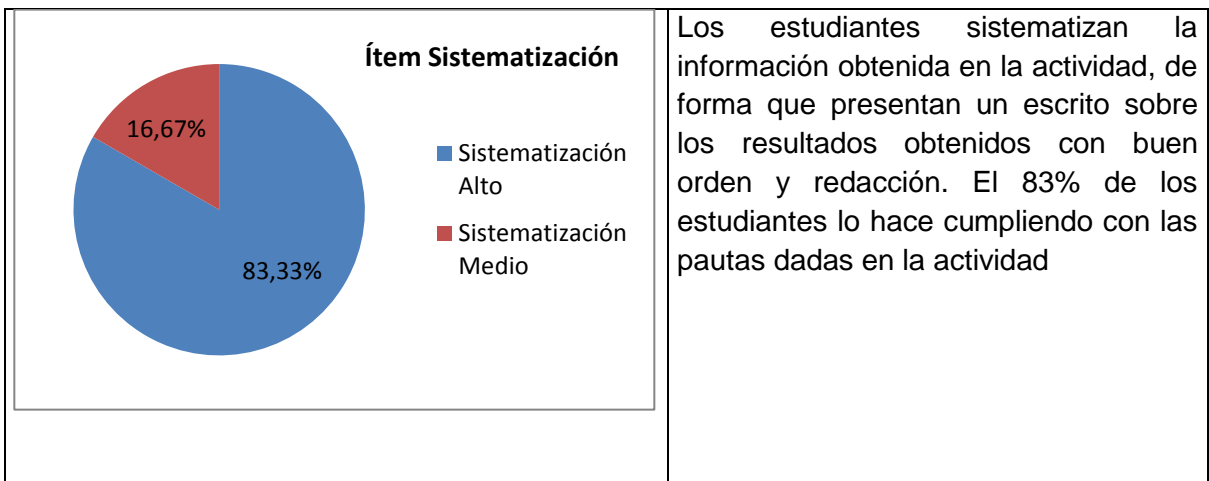 Ítem Sistematización
16,67%
83,33%
Sistematización
Alto
Sistematización
Medio
Los estudiantes sistematizan la
información obtenida en la actividad, de
forma que presentan un escrito sobre
los resultados obtenidos con buen
orden y redacción. El 83% de los
estudiantes lo hace cumpliendo con las
pautas dadas en la actividad